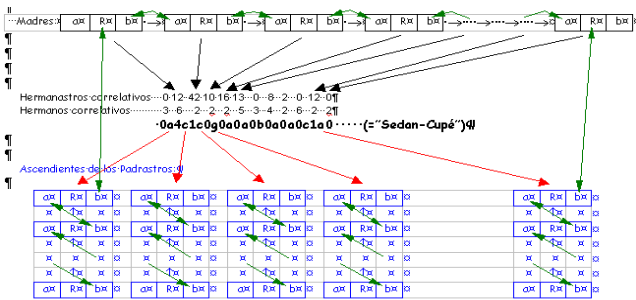 Madres: a R b → a R b → a R b → a R b → → → → a R b
Hermanastros correlativos 0 12 42 10 16 13 0 8 2 0 12 0¶
Hermanos correlativos 3 6 2 2 2 5 3 4 2 6 2 2¶
0a4c1c0g0a0a0b0a0a0c1a0 (="Sedan-Cupé")¶
Ascendientes de los Padrastros:¶
a R b a R b a R b a R b a R b
a R b a R b a R b a R b a R b
a R b a R b a R b a R b a R b